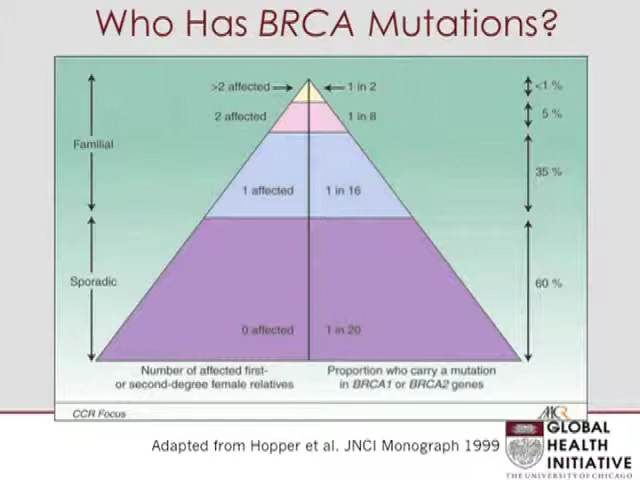 Who Has BRCA Mutations?
>2 affected
1 in 2
<1 %
2 affected
1 in 8
5 %
Familial
1 affected
1 in 16
35 %
Sporadic
60 %
0 affected
1 in 20
Number of affected first-
or second-degree female relatives
Proportion who carry a mutation
in BRCA1 or BRCA2 genes
CCR Focus
AACR
Adapted from Hopper et al. JNCI Monograph 1999
GLOBAL
HEALTH
INITIATIVE
THE UNIVERSITY OF CHICAGO